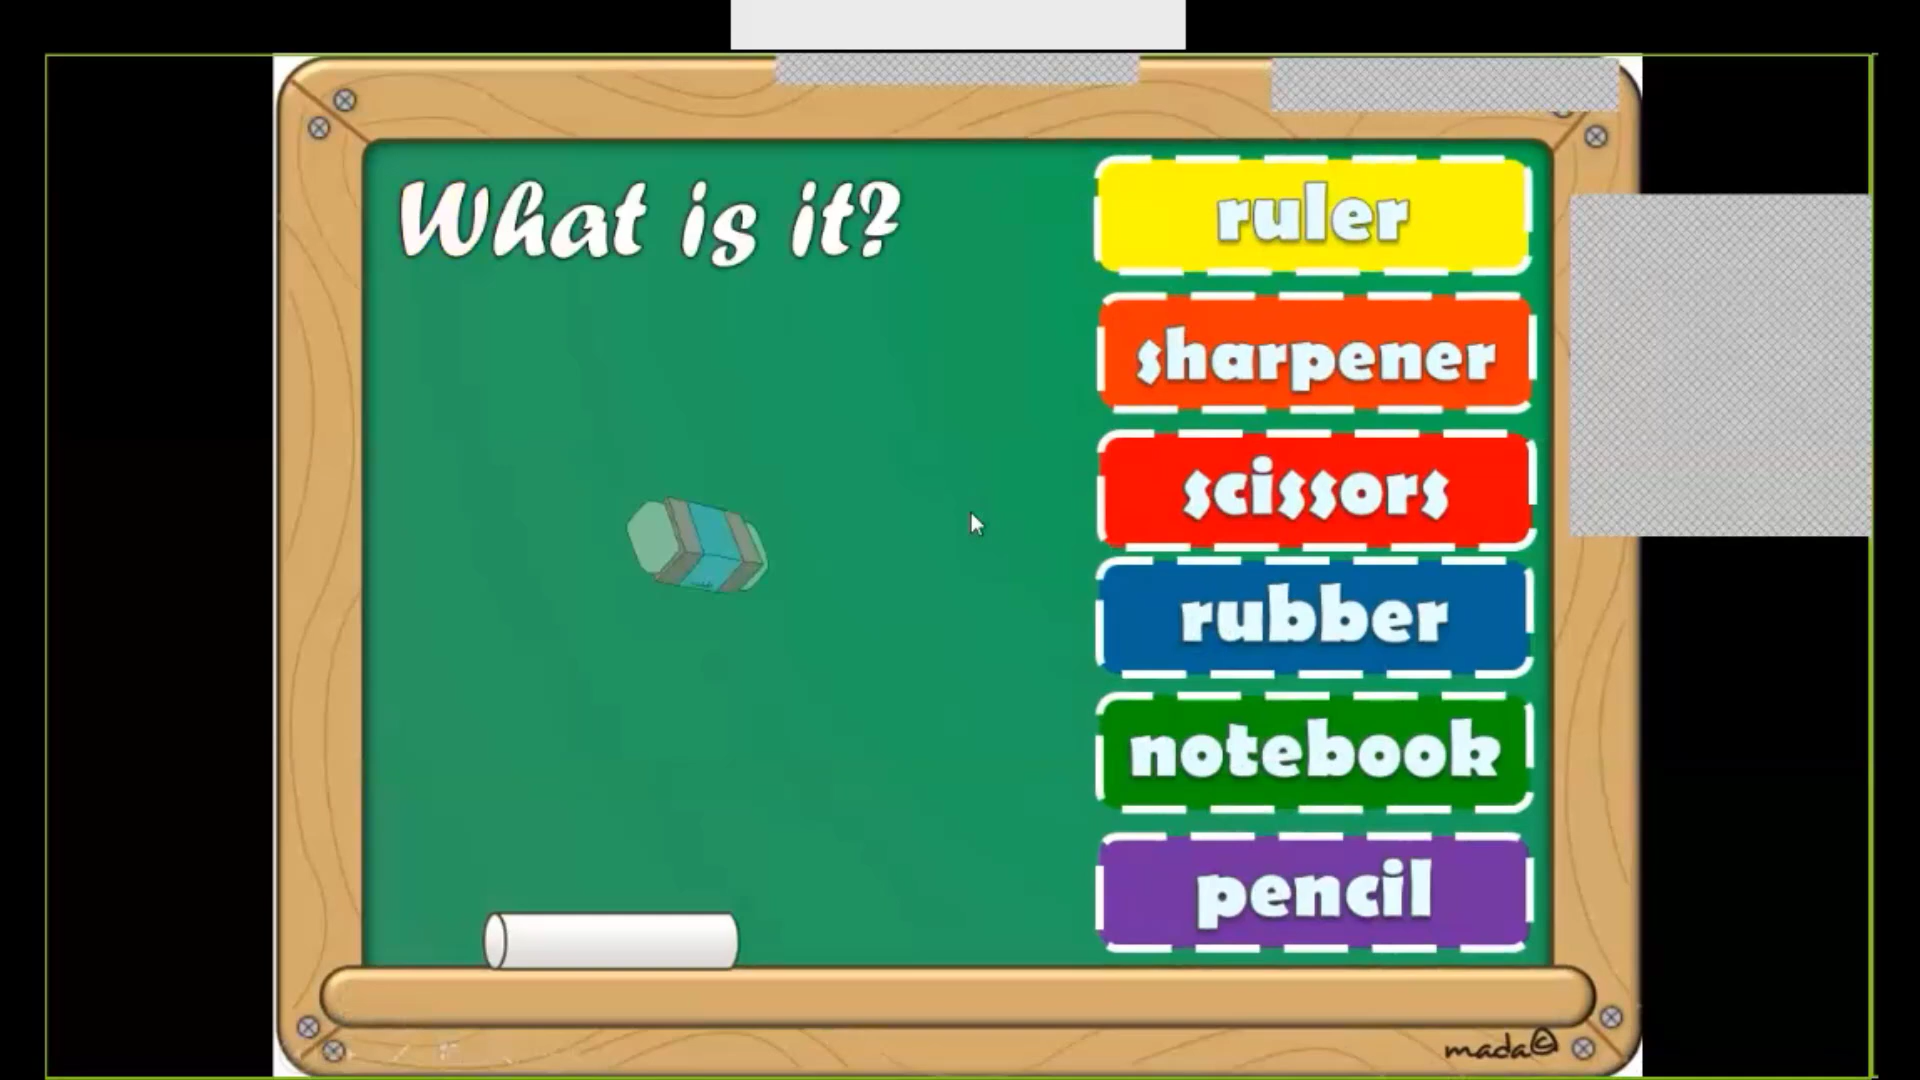 What is it?
ruler
sharpener
scissors
rubber
notebook
pencil
mada©